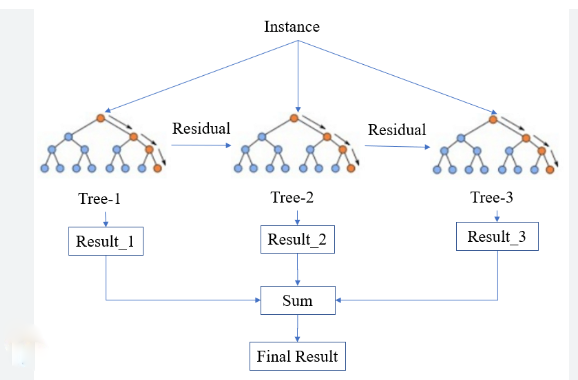 Instance
Residual
Residual
Tree-1
Tree-2
Tree-3
Result_1
Result_2
Result_3
Sum
Final Result